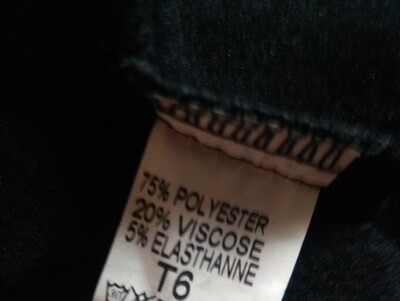 75% POLYESTER
20% VISCOSE
5% ELASTHANNE
T6